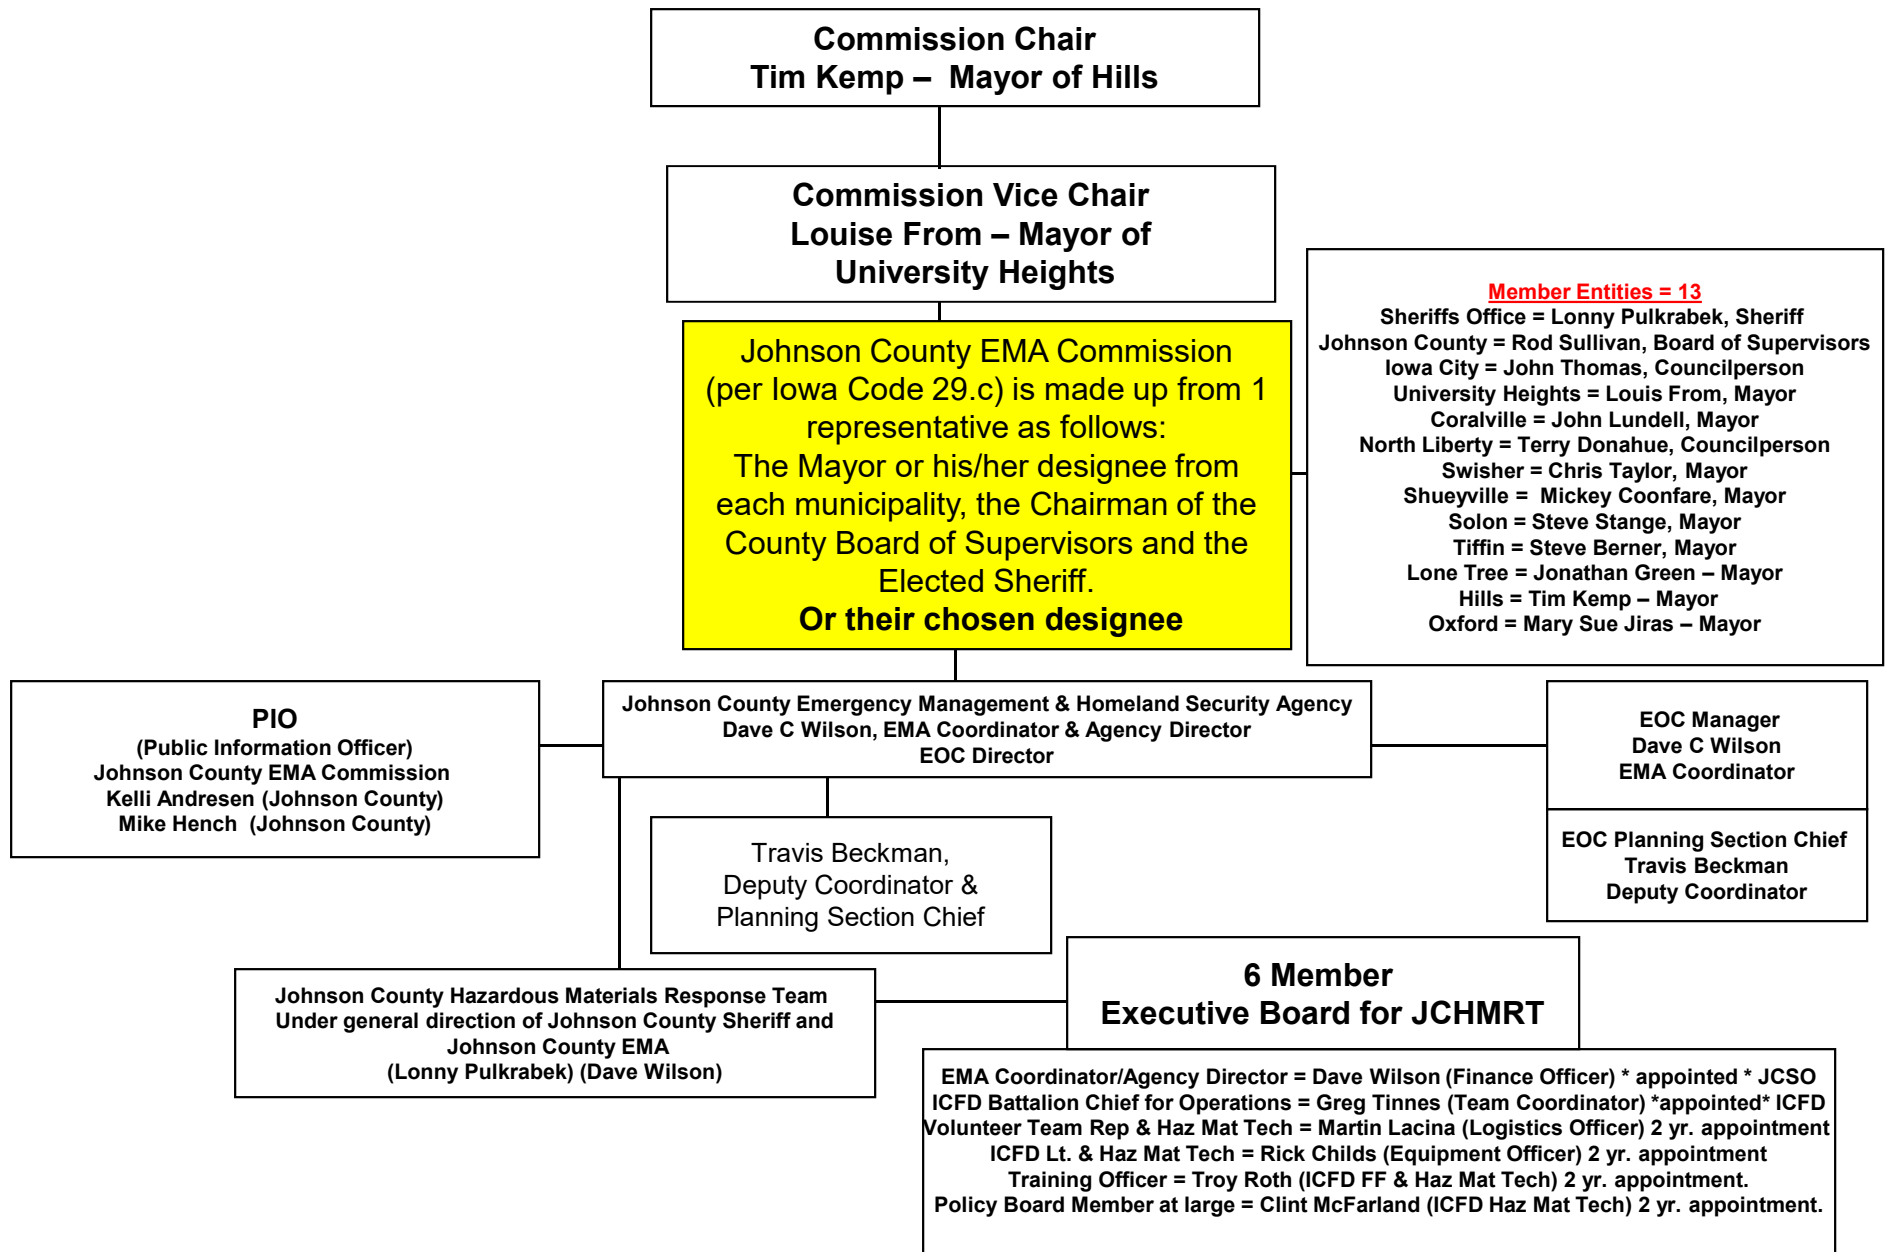 Commission Chair
Tim Kemp – Mayor of Hills
Commission Vice Chair
Louise From – Mayor of
University Heights
Johnson County EMA Commission
(per Iowa Code 29.c) is made up from 1
representative as follows:
The Mayor or his/her designee from
each municipality, the Chairman of the
County Board of Supervisors and the
Elected Sheriff.
Or their chosen designee
Member Entities = 13
Sheriffs Office = Lonny Pulkrabek, Sheriff
Johnson County = Rod Sullivan, Board of Supervisors
Iowa City = John Thomas, Councilperson
University Heights = Louis From, Mayor
Coralville = John Lundell, Mayor
North Liberty = Terry Donahue, Councilperson
Swisher = Chris Taylor, Mayor
Shueyville = Mickey Coonfare, Mayor
Solon = Steve Stange, Mayor
Tiffin = Steve Berner, Mayor
Lone Tree = Jonathan Green – Mayor
Hills = Tim Kemp – Mayor
Oxford = Mary Sue Jiras – Mayor
PIO
(Public Information Officer)
Johnson County EMA Commission
Kelli Andresen (Johnson County)
Mike Hench (Johnson County)
Johnson County Emergency Management & Homeland Security Agency
Dave C Wilson, EMA Coordinator & Agency Director
EOC Director
EOC Manager
Dave C Wilson
EMA Coordinator
EOC Planning Section Chief
Travis Beckman
Deputy Coordinator
Travis Beckman,
Deputy Coordinator &
Planning Section Chief
Johnson County Hazardous Materials Response Team
Under general direction of Johnson County Sheriff and
Johnson County EMA
(Lonny Pulkrabek) (Dave Wilson)
6 Member
Executive Board for JCHMRT
EMA Coordinator/Agency Director = Dave Wilson (Finance Officer) * appointed * JCSO
ICFD Battalion Chief for Operations = Greg Tinnes (Team Coordinator) *appointed* ICFD
Volunteer Team Rep & Haz Mat Tech = Martin Lacina (Logistics Officer) 2 yr. appointment
ICFD Lt. & Haz Mat Tech = Rick Childs (Equipment Officer) 2 yr. appointment
Training Officer = Troy Roth (ICFD FF & Haz Mat Tech) 2 yr. appointment.
Policy Board Member at large = Clint McFarland (ICFD Haz Mat Tech) 2 yr. appointment.